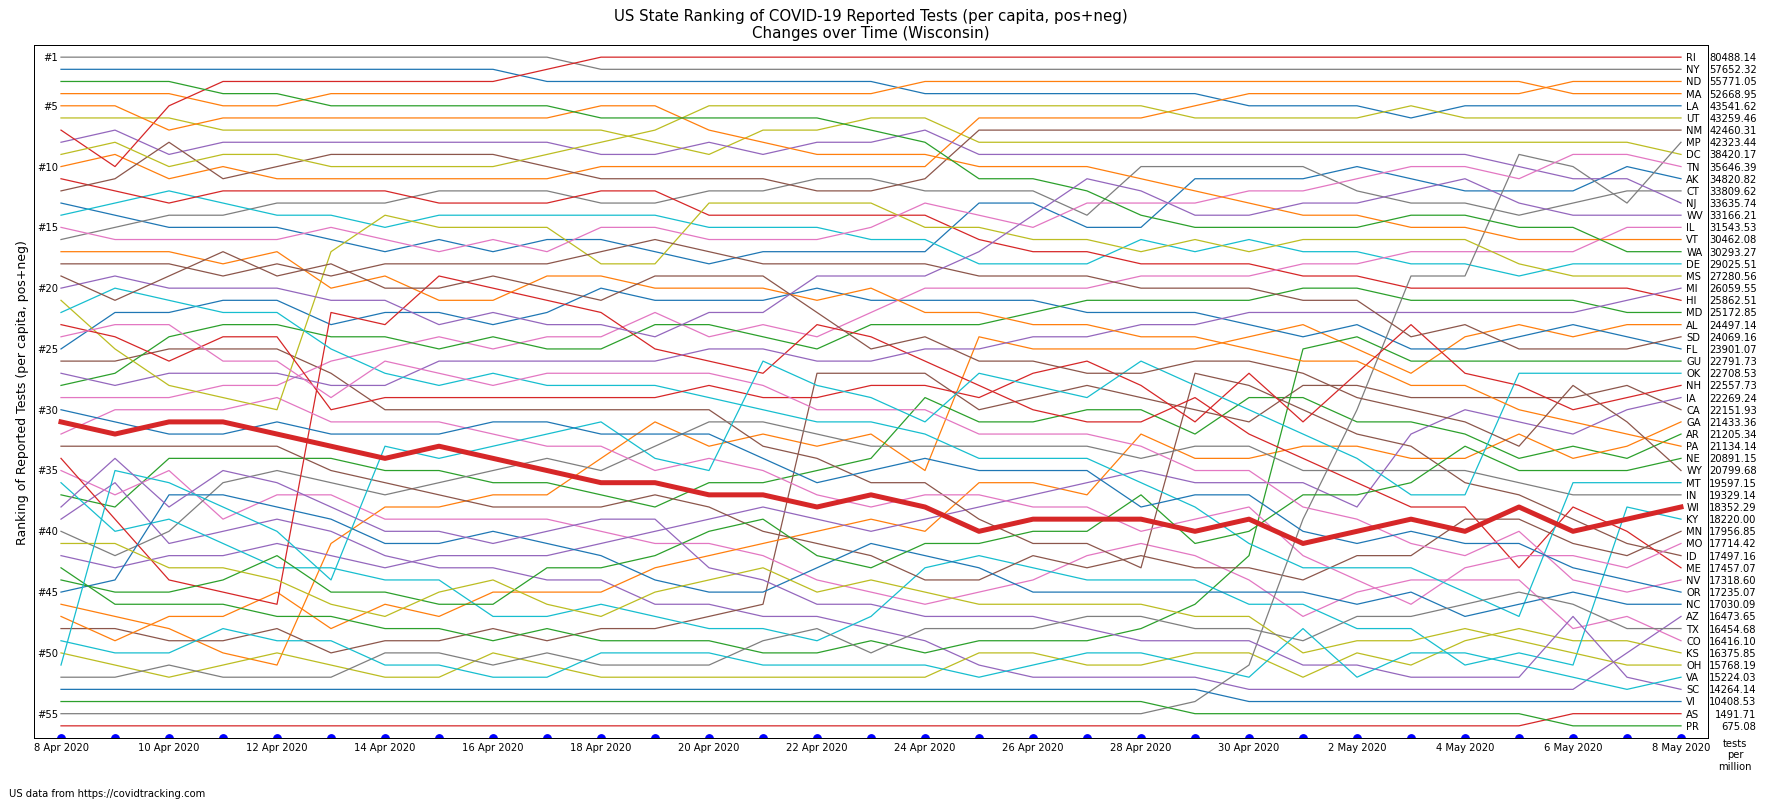 US State Ranking of COVID-19 Reported Tests (per capita, pos+neg)
Changes over Time (Wisconsin)
Ranking of Reported Tests (per capita, pos+neg)
#1
#5
#10
#15
#20
#25
#30
#35
#40
#45
#50
#55
RI 80488.14
NY 57652.32
ND 55771.05
MA 52668.95
LA 43541.62
UT 43259.46
NM 42460.31
MP 42323.44
DC 38420.17
TN 35646.39
AK 34820.82
CT 33809.62
NJ 33635.74
WV 33166.21
IL 31543.53
VT 30462.08
WA 30293.27
DE 29025.51
MS 27280.56
MI 26059.55
HI 25862.51
MD 25172.85
AL 24497.14
SD 24069.16
FL 23901.07
GU 22791.73
OK 22708.53
NH 22557.73
IA 22269.24
CA 22151.93
GA 21433.36
AR 21205.34
PA 21134.14
NE 20891.15
WY 20799.68
MT 19597.15
IN 19329.14
WI 18352.29
KY 18220.00
MN 17956.85
MO 17714.42
ID 17497.16
ME 17457.07
NV 17318.60
OR 17235.07
NC 17030.09
AZ 16473.65
TX 16454.68
CO 16416.10
KS 16375.85
OH 15768.19
VA 15224.03
SC 14264.14
VI 10408.53
AS 1491.71
PR 675.08
8 Apr 2020 10 Apr 2020 12 Apr 2020 14 Apr 2020 16 Apr 2020 18 Apr 2020 20 Apr 2020 22 Apr 2020 24 Apr 2020 26 Apr 2020 28 Apr 2020 30 Apr 2020 2 May 2020 4 May 2020 6 May 2020 8 May 2020
tests
per
million
US data from https://covidtracking.com